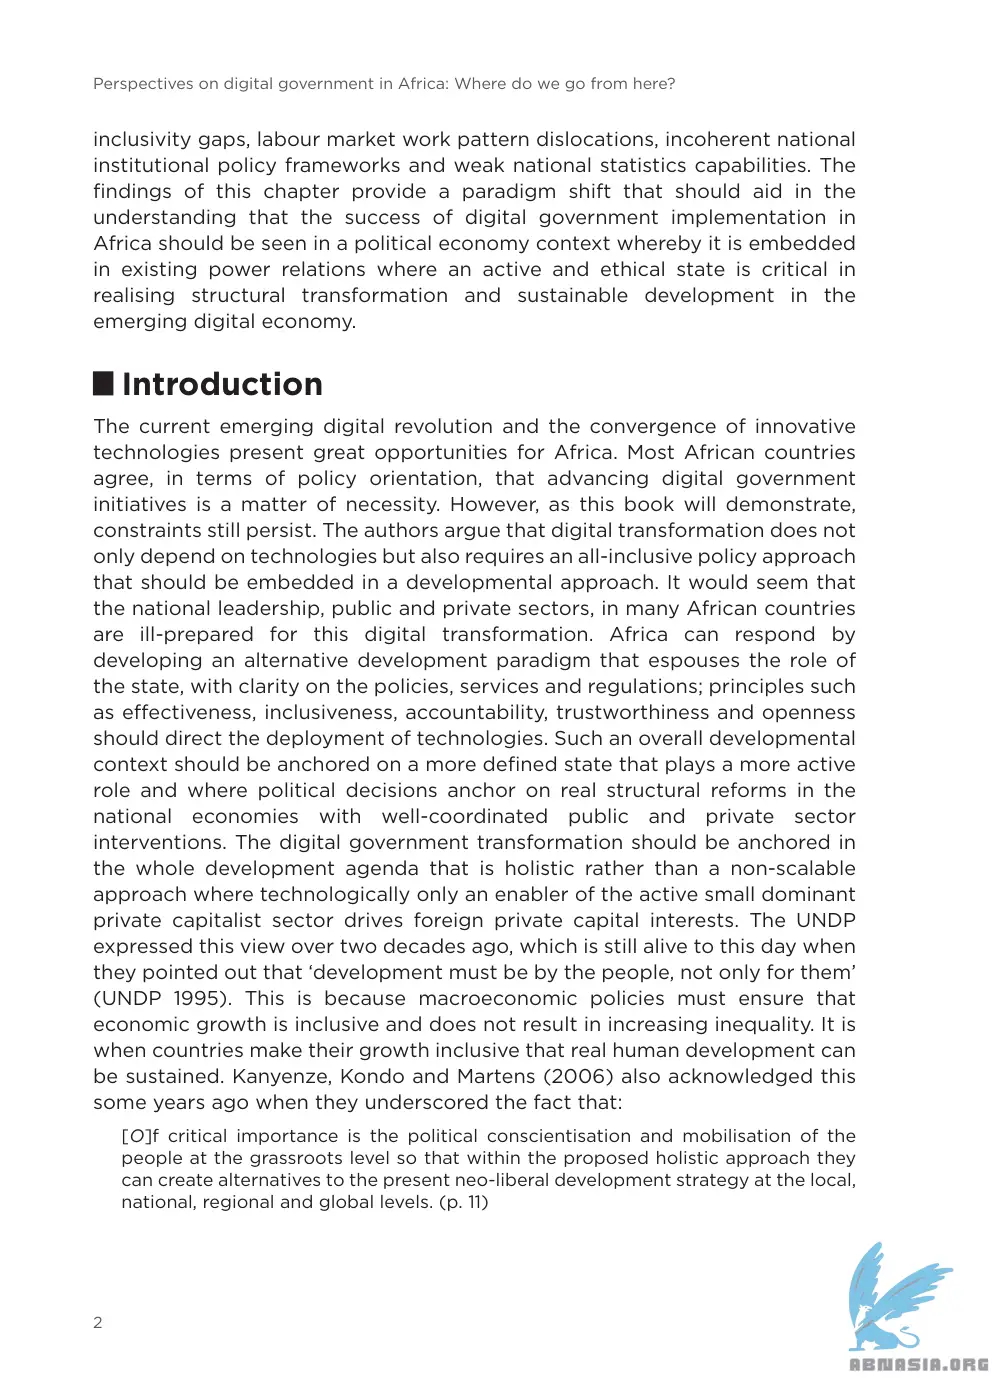 Perspectives on digital government in Africa: Where do we go from here?
inclusivity gaps, labour market work pattern dislocations, incoherent national
institutional policy frameworks and weak national statistics capabilities. The
findings of this chapter provide a paradigm shift that should aid in the
understanding that the success of digital government implementation in
Africa should be seen in a political economy context whereby it is embedded
in existing power relations where an active and ethical state is critical in
realising structural transformation and sustainable development in the
emerging digital economy.
Introduction
The current emerging digital revolution and the convergence of innovative
technologies present great opportunities for Africa. Most African countries
agree, in terms of policy orientation, that advancing digital government
initiatives is a matter of necessity. However, as this book will demonstrate,
constraints still persist. The authors argue that digital transformation does not
only depend on technologies but also requires an all-inclusive policy approach
that should be embedded in a developmental approach. It would seem that
the national leadership, public and private sectors, in many African countries
are ill-prepared for this digital transformation. Africa can respond by
developing an alternative development paradigm that espouses the role of
the state, with clarity on the policies, services and regulations; principles such
as effectiveness, inclusiveness, accountability, trustworthiness and openness
should direct the deployment of technologies. Such an overall developmental
context should be anchored on a more defined state that plays a more active
role and where political decisions anchor on real structural reforms in the
national economies with well-coordinated public and private sector
interventions. The digital government transformation should be anchored in
the whole development agenda that is holistic rather than a non-scalable
approach where technologically only an enabler of the active small dominant
private capitalist sector drives foreign private capital interests. The UNDP
expressed this view over two decades ago, which is still alive to this day when
they pointed out that ‘development must be by the people, not only for them’
(UNDP 1995). This is because macroeconomic policies must ensure that
economic growth is inclusive and does not result in increasing inequality. It is
when countries make their growth inclusive that real human development can
be sustained. Kanyenze, Kondo and Martens (2006) also acknowledged this
some years ago when they underscored the fact that:
[O]f critical importance is the political conscientisation and mobilisation of the
people at the grassroots level so that within the proposed holistic approach they
can create alternatives to the present neo-liberal development strategy at the local,
national, regional and global levels. (p. 11)
2
ABNASIA.ORG